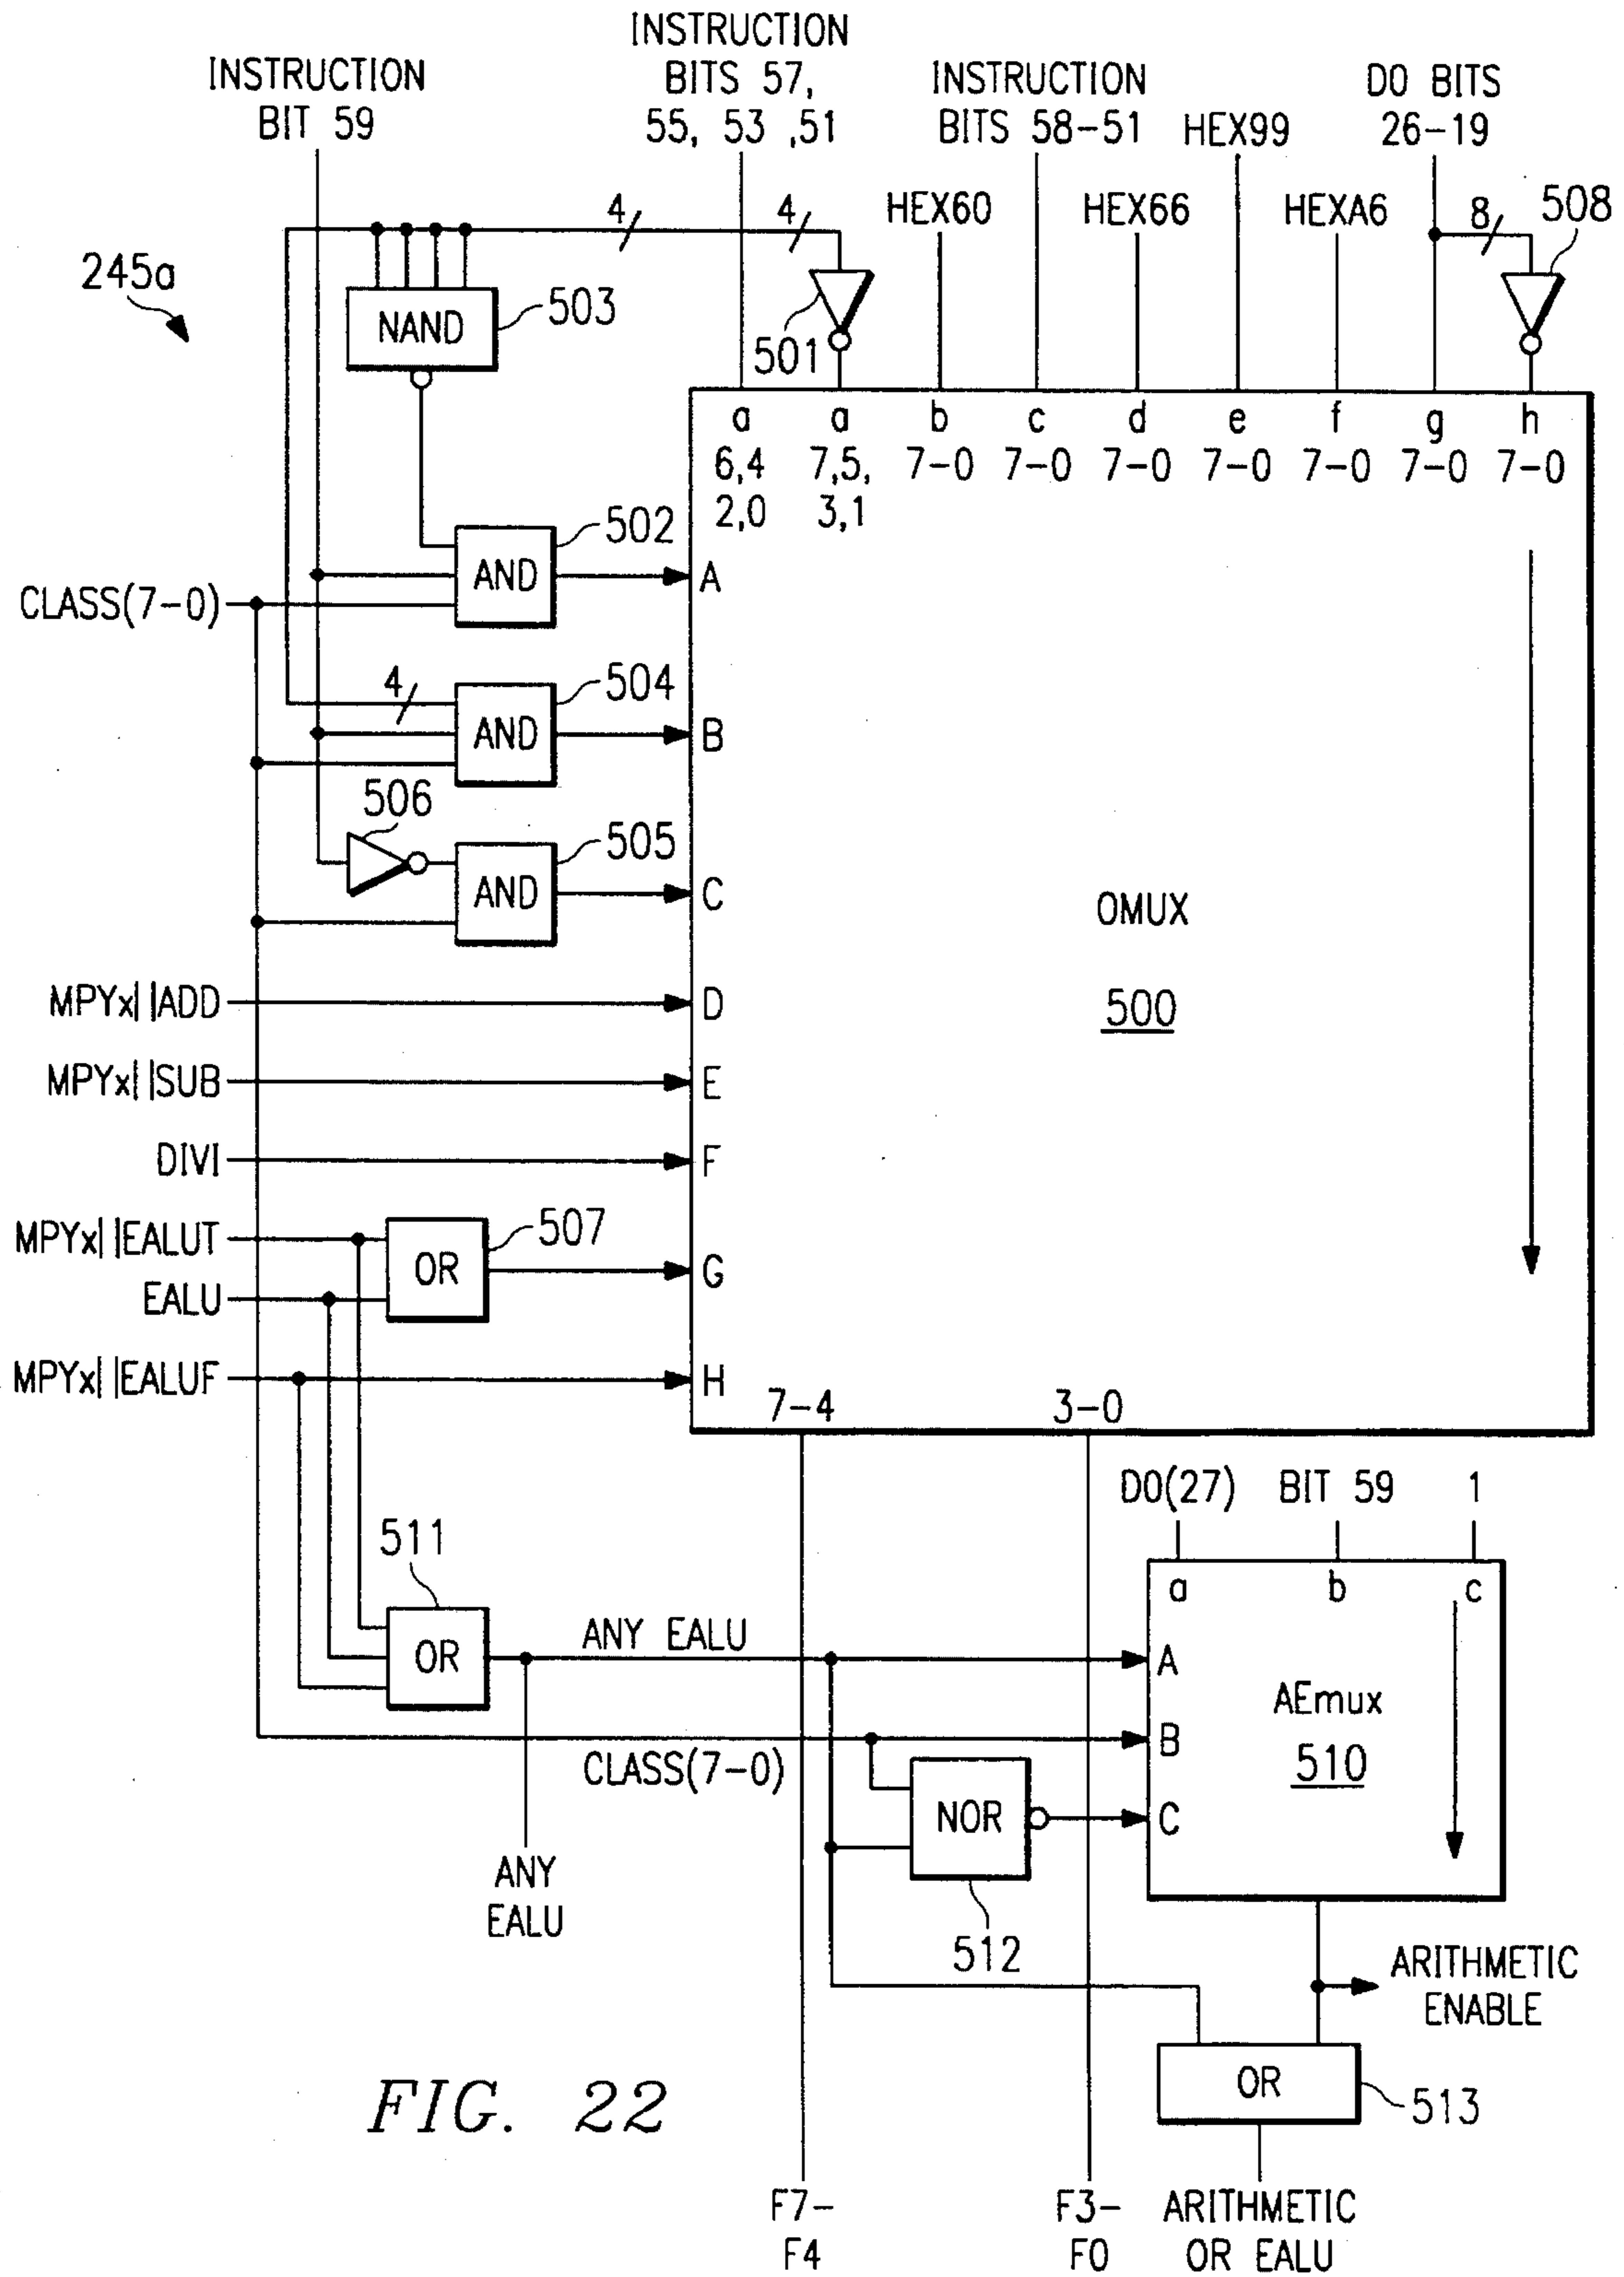 INSTRUCTION
BIT 59
INSTRUCTION
BITS 57,
55, 53 ,51
INSTRUCTION
BITS 58-51
HEX99
D0 BITS
26-19
4
4
HEX60
HEX66
HEXA6
8
508
245a
NAND
503
501
a
6,4
2,0
a
7,5,
3,1
b
7-0
c
7-0
d
7-0
e
7-0
f
7-0
g
7-0
h
7-0
502
AND
A
CLASS(7-0)
4
504
AND
B
506
505
AND
C
OMUX
500
MPYx||ADD
D
MPYx||SUB
E
DIVI
F
MPYx||EALUT
507
OR
G
EALU
MPYx||EALUF
H
7-4
3-0
D0(27)
BIT 59
1
511
a
b
c
OR
ANY EALU
A
AEmux
510
B
CLASS(7-0)
NOR
C
ANY
EALU
512
ARITHMETIC
ENABLE
OR
513
FIG. 22
F7-
F4
F3-
F0
ARITHMETIC
OR EALU